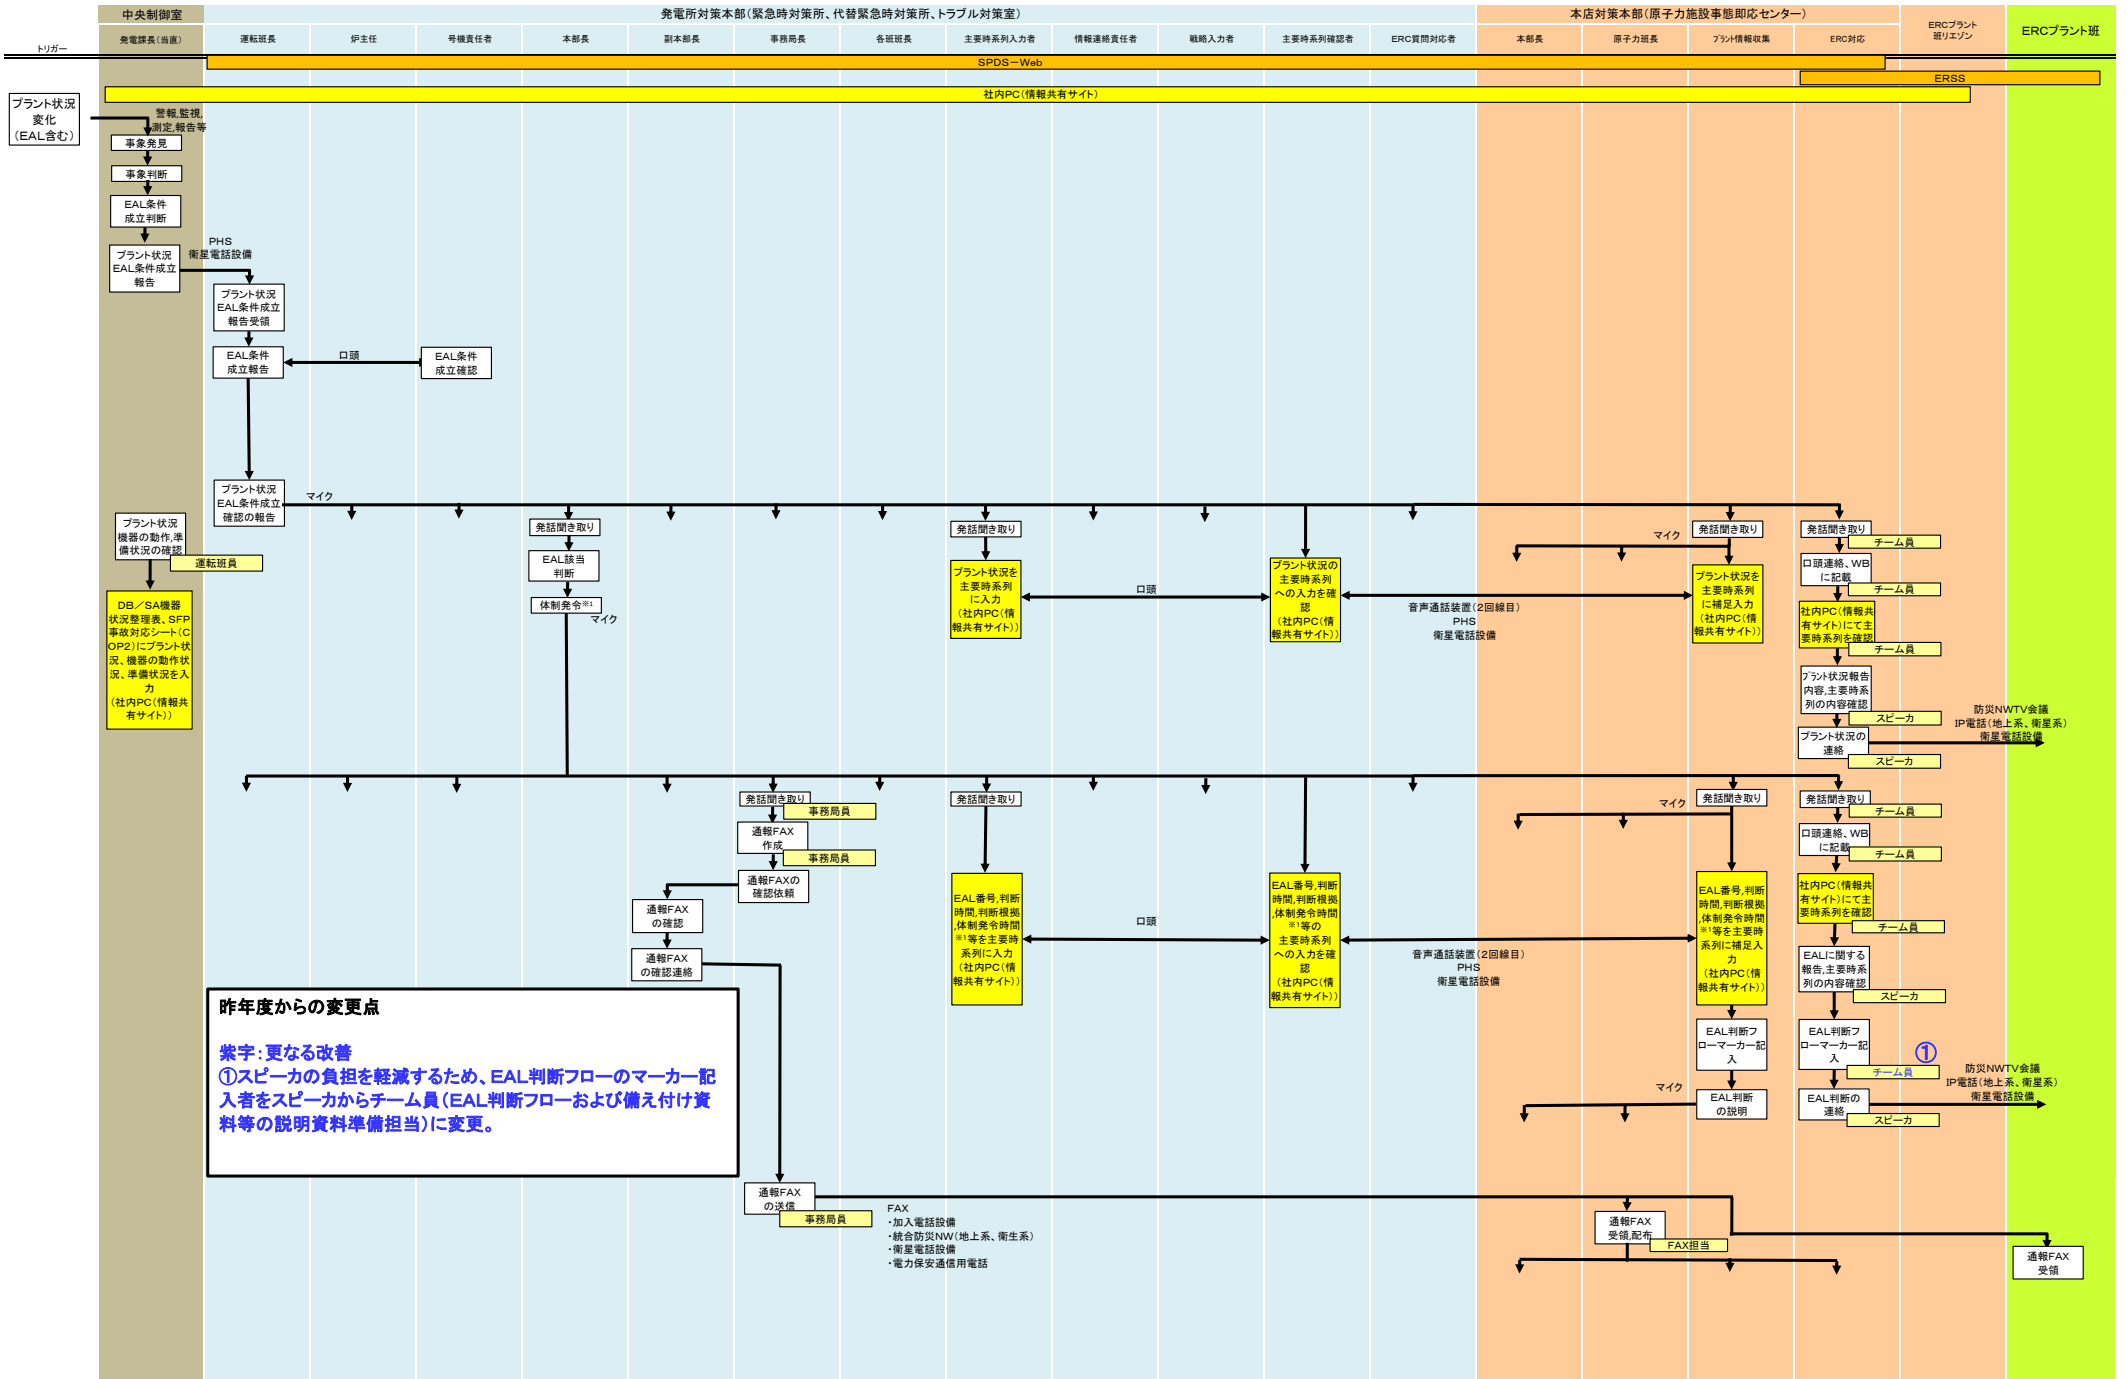 中央制御室
発電所対策本部(緊急時対策所、代替緊急時対策所、トラブル対策室)
本店対策本部(原子力施設事態即応センター)
ERCプラント
班リエゾン
ERCプラント班
トリガー
発電課長(当直)
運転班長
炉主任
号機責任者
本部長
副本部長
事務局長
各班班長
主要時系列入力者
情報連絡責任者
戦略入力者
主要時系列確認者
ERC質問対応者
本部長
原子力班長
プラント情報収集
ERC対応
SPDS-Web
ERSS
社内PC(情報共有サイト)
プラント状況
変化
(EAL含む)
警報,監視,
測定,報告等
事象発見
事象判断
EAL条件
成立判断
プラント状況
EAL条件成立
報告
PHS
衛星電話設備
プラント状況
EAL条件成立
報告受領
EAL条件
成立報告
口頭
EAL条件
成立確認
プラント状況
EAL条件成立
確認の報告
マイク
プラント状況
機器の動作,準
備状況の確認
運転班員
DB/SA機器
状況整理表、SFP
事故対応シート(C
OP2)にプラント状
況、機器の動作状
況、準備状況を入
力
(社内PC(情報共
有サイト))
発話聞き取り
EAL該当
判断
体制発令※1
マイク
発話聞き取り
プラント状況を
主要時系列
に入力
(社内PC(情
報共有サイト))
口頭
プラント状況の
主要時系列
への入力を確
認
(社内PC(情
報共有サイト))
音声通話装置(2回線目)
PHS
衛星電話設備
マイク
発話聞き取り
プラント状況を
主要時系列
に補足入力
(社内PC(情
報共有サイト))
発話聞き取り
チーム員
口頭連絡、WB
に記載
チーム員
社内PC(情報共
有サイト)にて主
要時系列を確認
チーム員
プラント状況報告
内容,主要時系
列の内容確認
スピーカ
プラント状況の
連絡
スピーカ
防災NWTV会議
IP電話(地上系、衛星系)
衛星電話設備
発話聞き取り
事務局員
通報FAX
作成
事務局員
通報FAXの
確認依頼
通報FAX
の確認
通報FAX
の確認連絡
発話聞き取り
EAL番号,判断
時間,判断根拠
,体制発令時間
※1等を主要時
系列に入力
(社内PC(情
報共有サイト))
口頭
EAL番号,判断
時間,判断根拠
,体制発令時間
※1等の
主要時系列
への入力を確
認
(社内PC(情
報共有サイト))
音声通話装置(2回線目)
PHS
衛星電話設備
マイク
発話聞き取り
EAL番号,判断
時間,判断根拠
,体制発令時間
※1等を主要時
系列に補足入
力
(社内PC(情
報共有サイト))
EAL判断フ
ローマーカー記
入
マイク
EAL判断
の説明
発話聞き取り
チーム員
口頭連絡、WB
に記載
チーム員
社内PC(情報共
有サイト)にて主
要時系列を確認
チーム員
EALに関する
報告,主要時系
列の内容確認
スピーカ
EAL判断フ
ローマーカー記
入
①
チーム員
EAL判断の
連絡
スピーカ
防災NWTV会議
IP電話(地上系、衛星系)
衛星電話設備
昨年度からの変更点
紫字:更なる改善
①スピーカの負担を軽減するため、EAL判断フローのマーカー記
入者をスピーカからチーム員(EAL判断フローおよび備え付け資
料等の説明資料準備担当)に変更。
通報FAX
の送信
事務局員
FAX
・加入電話設備
・統合防災NW(地上系、衛生系)
・衛星電話設備
・電力保安通信用電話
通報FAX
受領,配布
FAX担当
通報FAX
受領